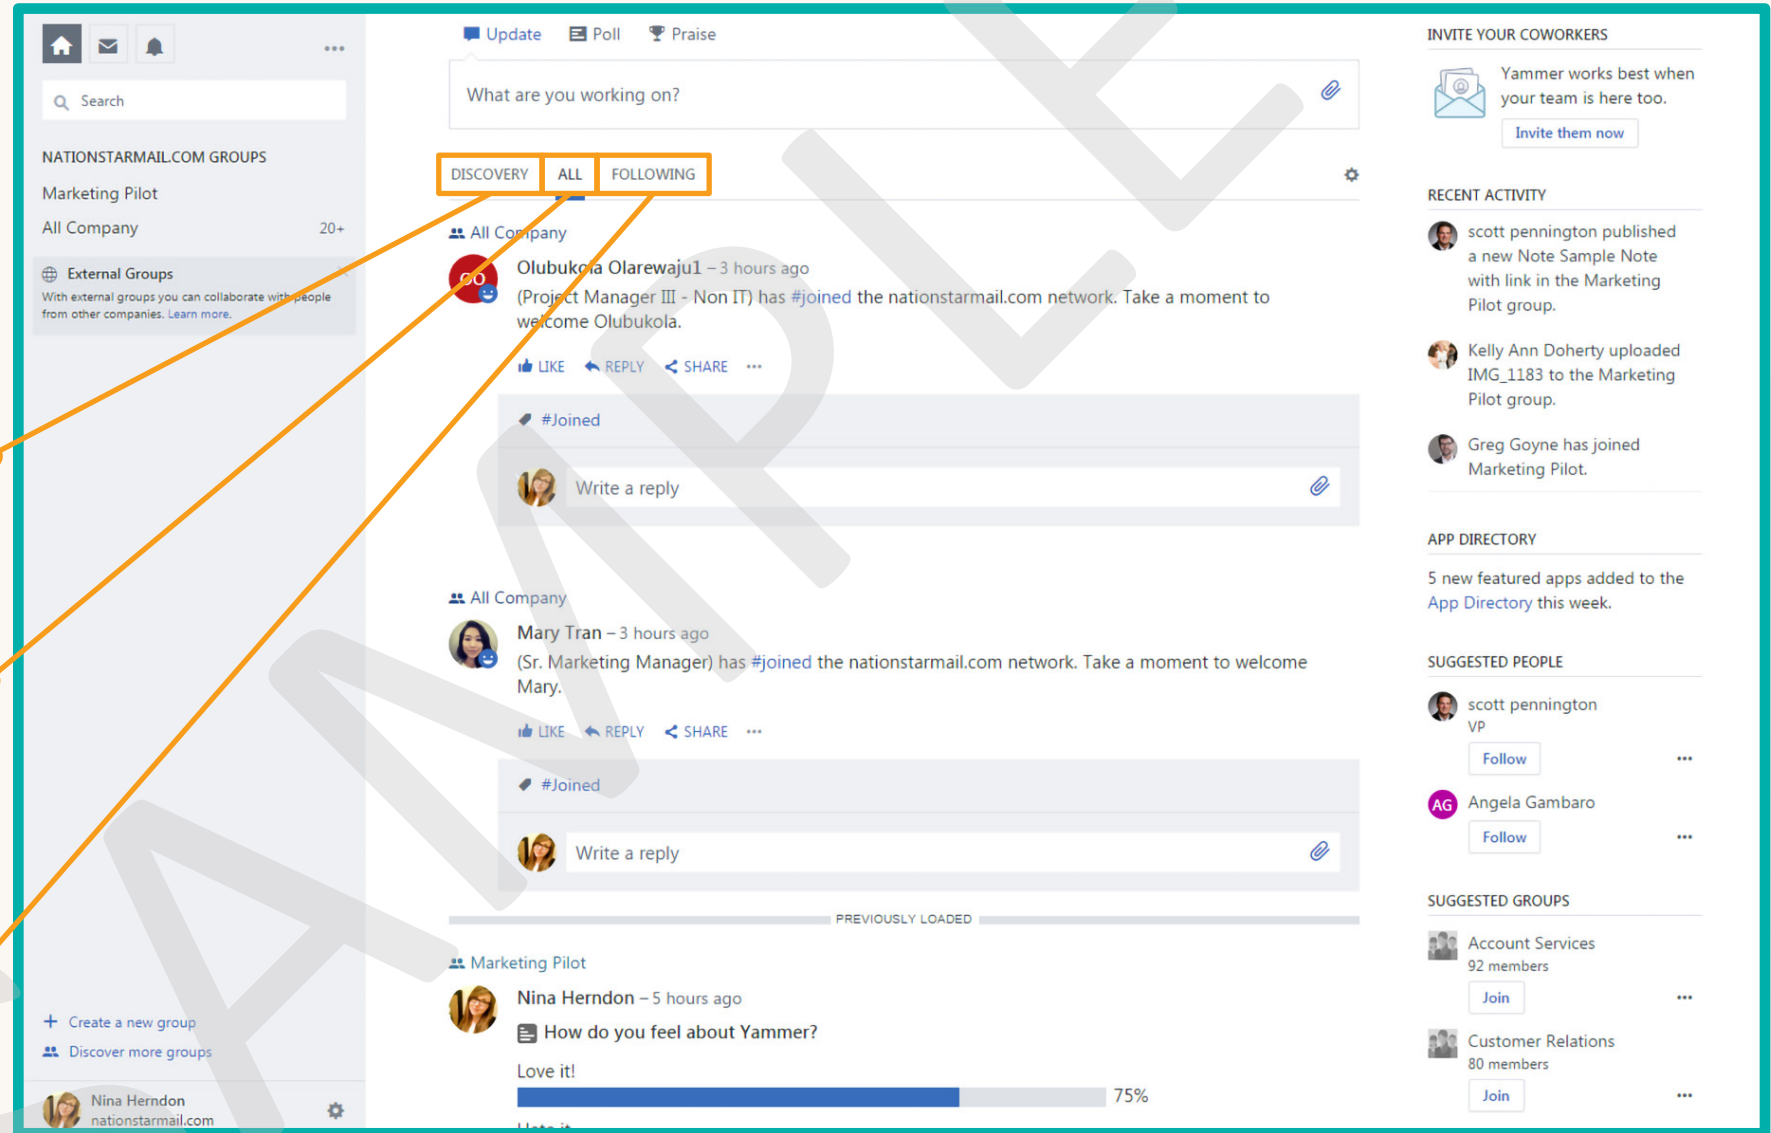 Search
NATIONSTARMAIL.COM GROUPS
Marketing Pilot
All Company 20+
External Groups
With external groups you can collaborate with people
from other companies. Learn more.
+ Create a new group
Discover more groups
Nina Herndon
nationstarmail.com
Update Poll Praise
What are you working on?
DISCOVERY ALL FOLLOWING
All Company
OO
Olubukola Olarewaju1 – 3 hours ago
(Project Manager III - Non IT) has #joined the nationstarmail.com network. Take a moment to
welcome Olubukola.
LIKE REPLY SHARE ...
#Joined
Write a reply
All Company
Mary Tran – 3 hours ago
(Sr. Marketing Manager) has #joined the nationstarmail.com network. Take a moment to welcome
Mary.
LIKE REPLY SHARE ...
#Joined
Write a reply
PREVIOUSLY LOADED
Marketing Pilot
Nina Herndon – 5 hours ago
How do you feel about Yammer?
Love it!
75%
INVITE YOUR COWORKERS
Yammer works best when
your team is here too.
Invite them now
RECENT ACTIVITY
scott pennington published
a new Note Sample Note
with link in the Marketing
Pilot group.
Kelly Ann Doherty uploaded
IMG_1183 to the Marketing
Pilot group.
Greg Goyne has joined
Marketing Pilot.
APP DIRECTORY
5 new featured apps added to the
App Directory this week.
SUGGESTED PEOPLE
scott pennington
VP
Follow ...
AG
Angela Gambaro
Follow ...
SUGGESTED GROUPS
Account Services
92 members
Join ...
Customer Relations
80 members
Join ...
SAMPLE